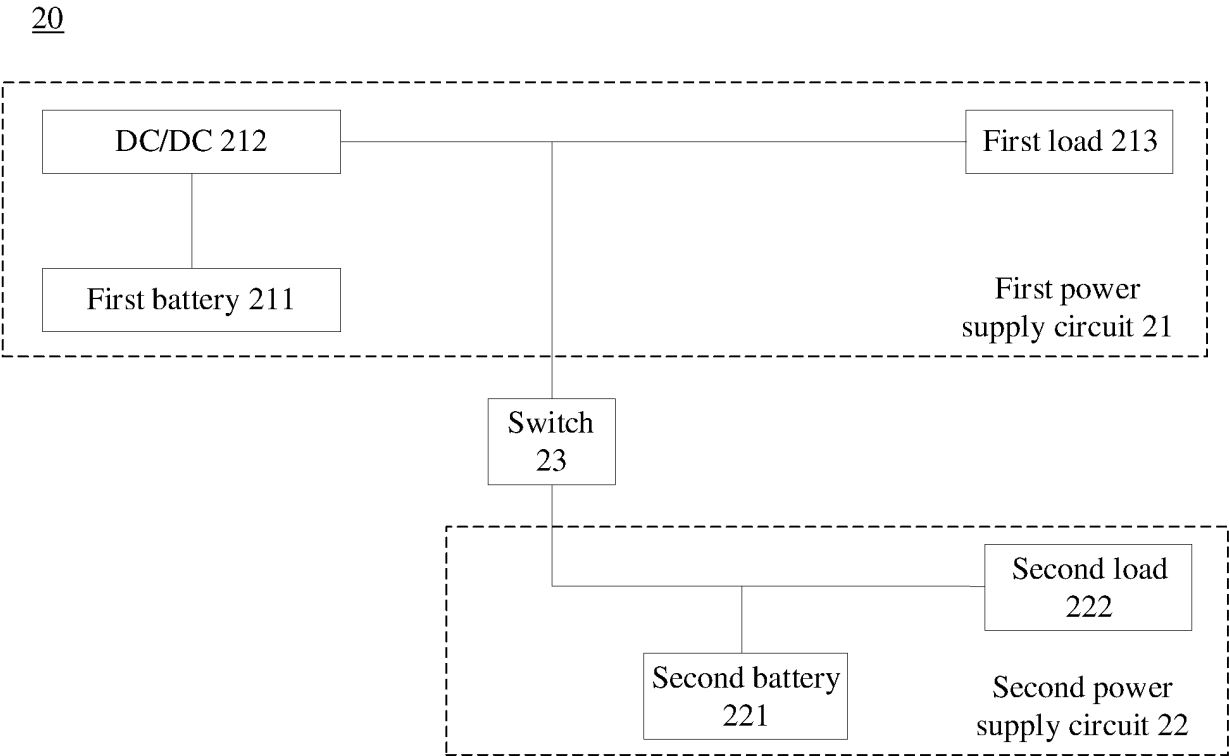 20
DC/DC 212
First load 213
First battery 211
First power
supply circuit 21
Switch
23
Second load
222
Second battery
221
Second power
supply circuit 22